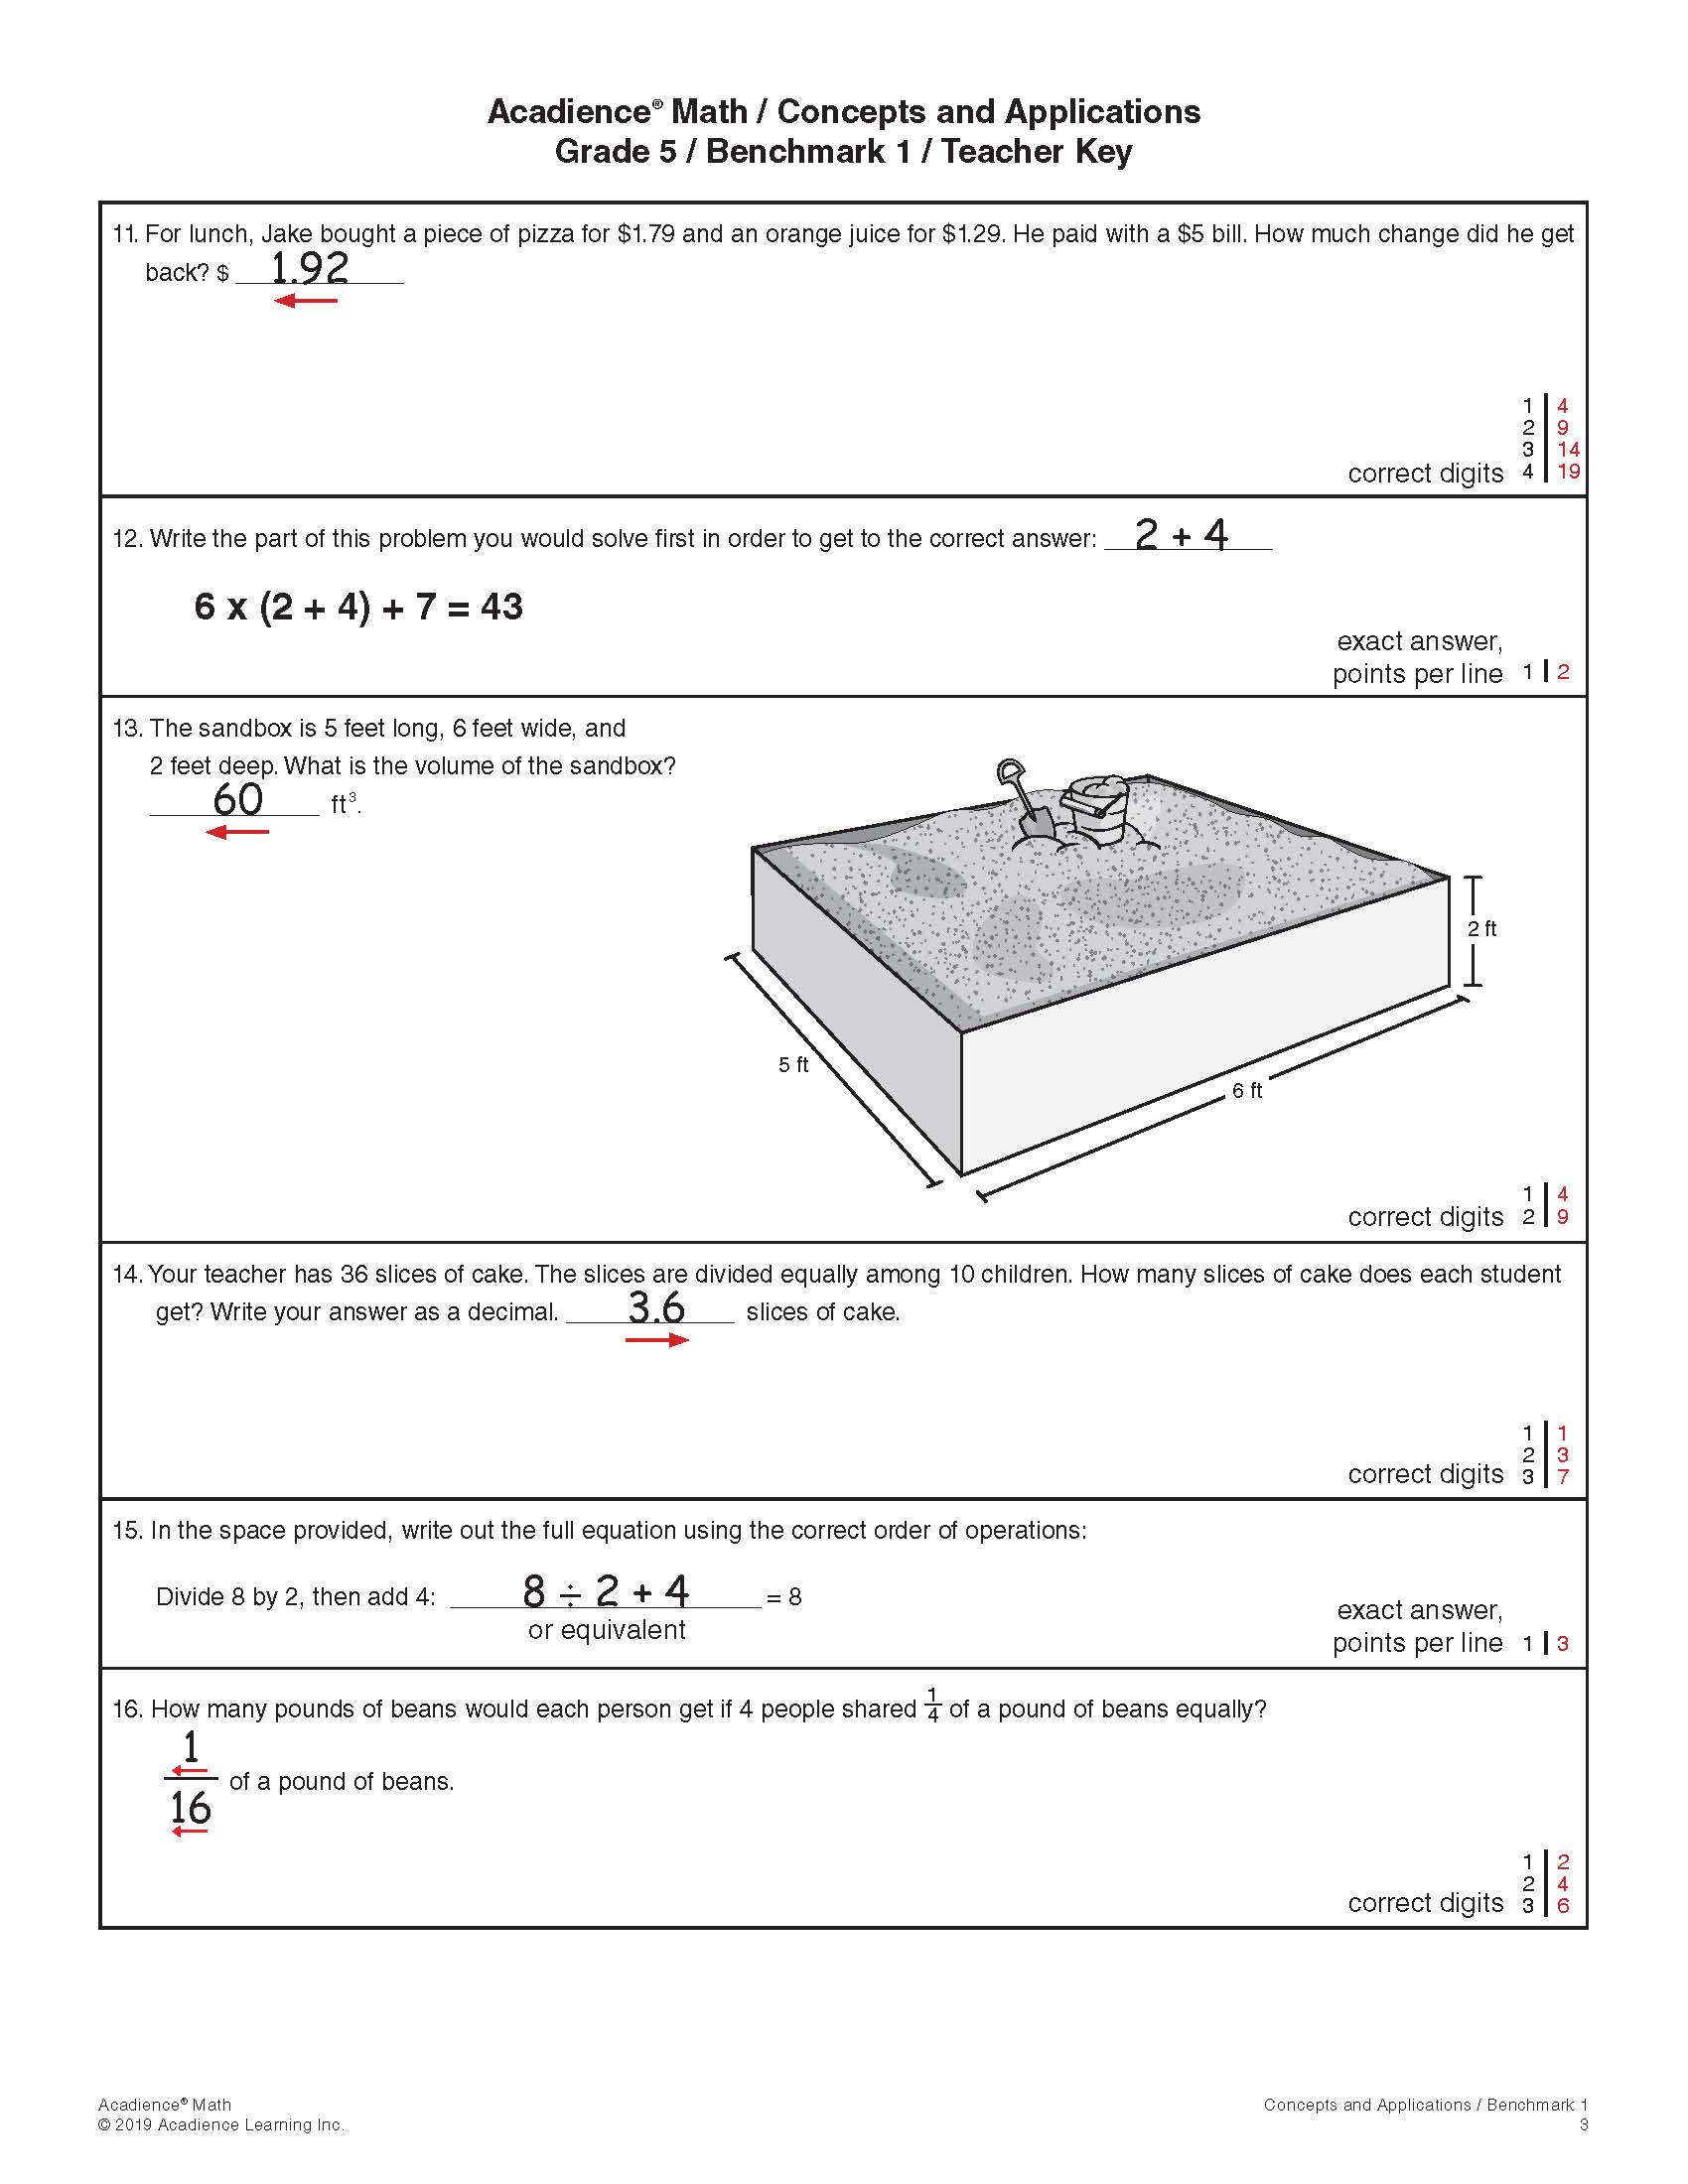 Acadience® Math / Concepts and Applications
Grade 5 / Benchmark 1 / Teacher Key
11. For lunch, Jake bought a piece of pizza for $1.79 and an orange juice for $1.29. He paid with a $5 bill. How much change did he get
back? $ 1.92
1 | 4
2 | 9
3 | 14
correct digits 4 | 19
12. Write the part of this problem you would solve first in order to get to the correct answer: 2 + 4
6 x (2 + 4) + 7 = 43
exact answer,
points per line 1 | 2
13. The sandbox is 5 feet long, 6 feet wide, and
2 feet deep. What is the volume of the sandbox?
60 ft³.
2 ft
5 ft
6 ft
1 | 4
correct digits 2 | 9
14. Your teacher has 36 slices of cake. The slices are divided equally among 10 children. How many slices of cake does each student
get? Write your answer as a decimal. 3.6 slices of cake.
1 | 1
2 | 3
correct digits 3 | 7
15. In the space provided, write out the full equation using the correct order of operations:
Divide 8 by 2, then add 4: 8 ÷ 2 + 4 = 8
or equivalent
exact answer,
points per line 1 | 3
16. How many pounds of beans would each person get if 4 people shared 1/4 of a pound of beans equally?
1/16 of a pound of beans.
1 | 2
2 | 4
correct digits 3 | 6
Acadience® Math
© 2019 Acadience Learning Inc.
Concepts and Applications / Benchmark 1
3